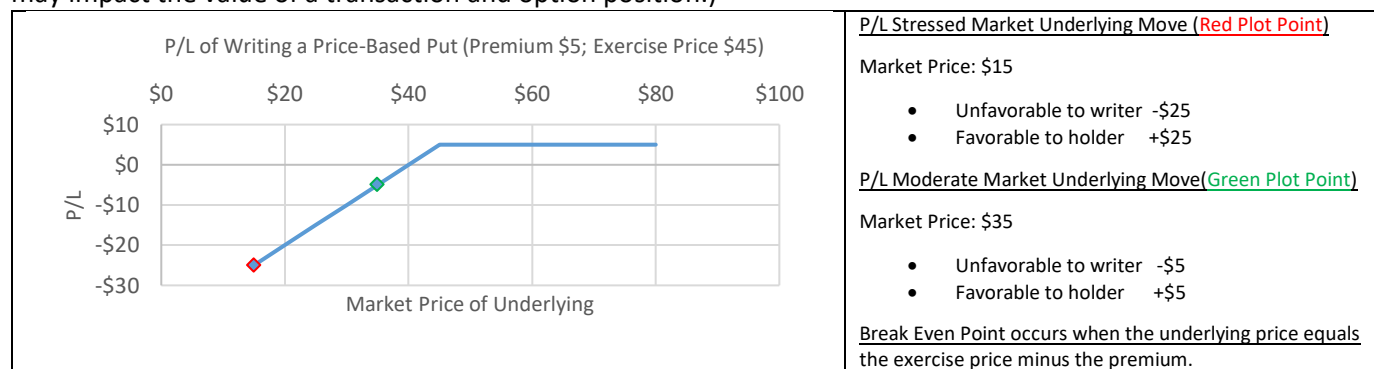 may impact the value of a transaction and option position.)
P/L of Writing a Price-Based Put (Premium $5; Exercise Price $45)
$0 $20 $40 $60 $80 $100
$10
$0
-$10
-$20
-$30
P/L
Market Price of Underlying
P/L Stressed Market Underlying Move (Red Plot Point)
Market Price: $15
• Unfavorable to writer -$25
• Favorable to holder +$25
P/L Moderate Market Underlying Move(Green Plot Point)
Market Price: $35
• Unfavorable to writer -$5
• Favorable to holder +$5
Break Even Point occurs when the underlying price equals
the exercise price minus the premium.